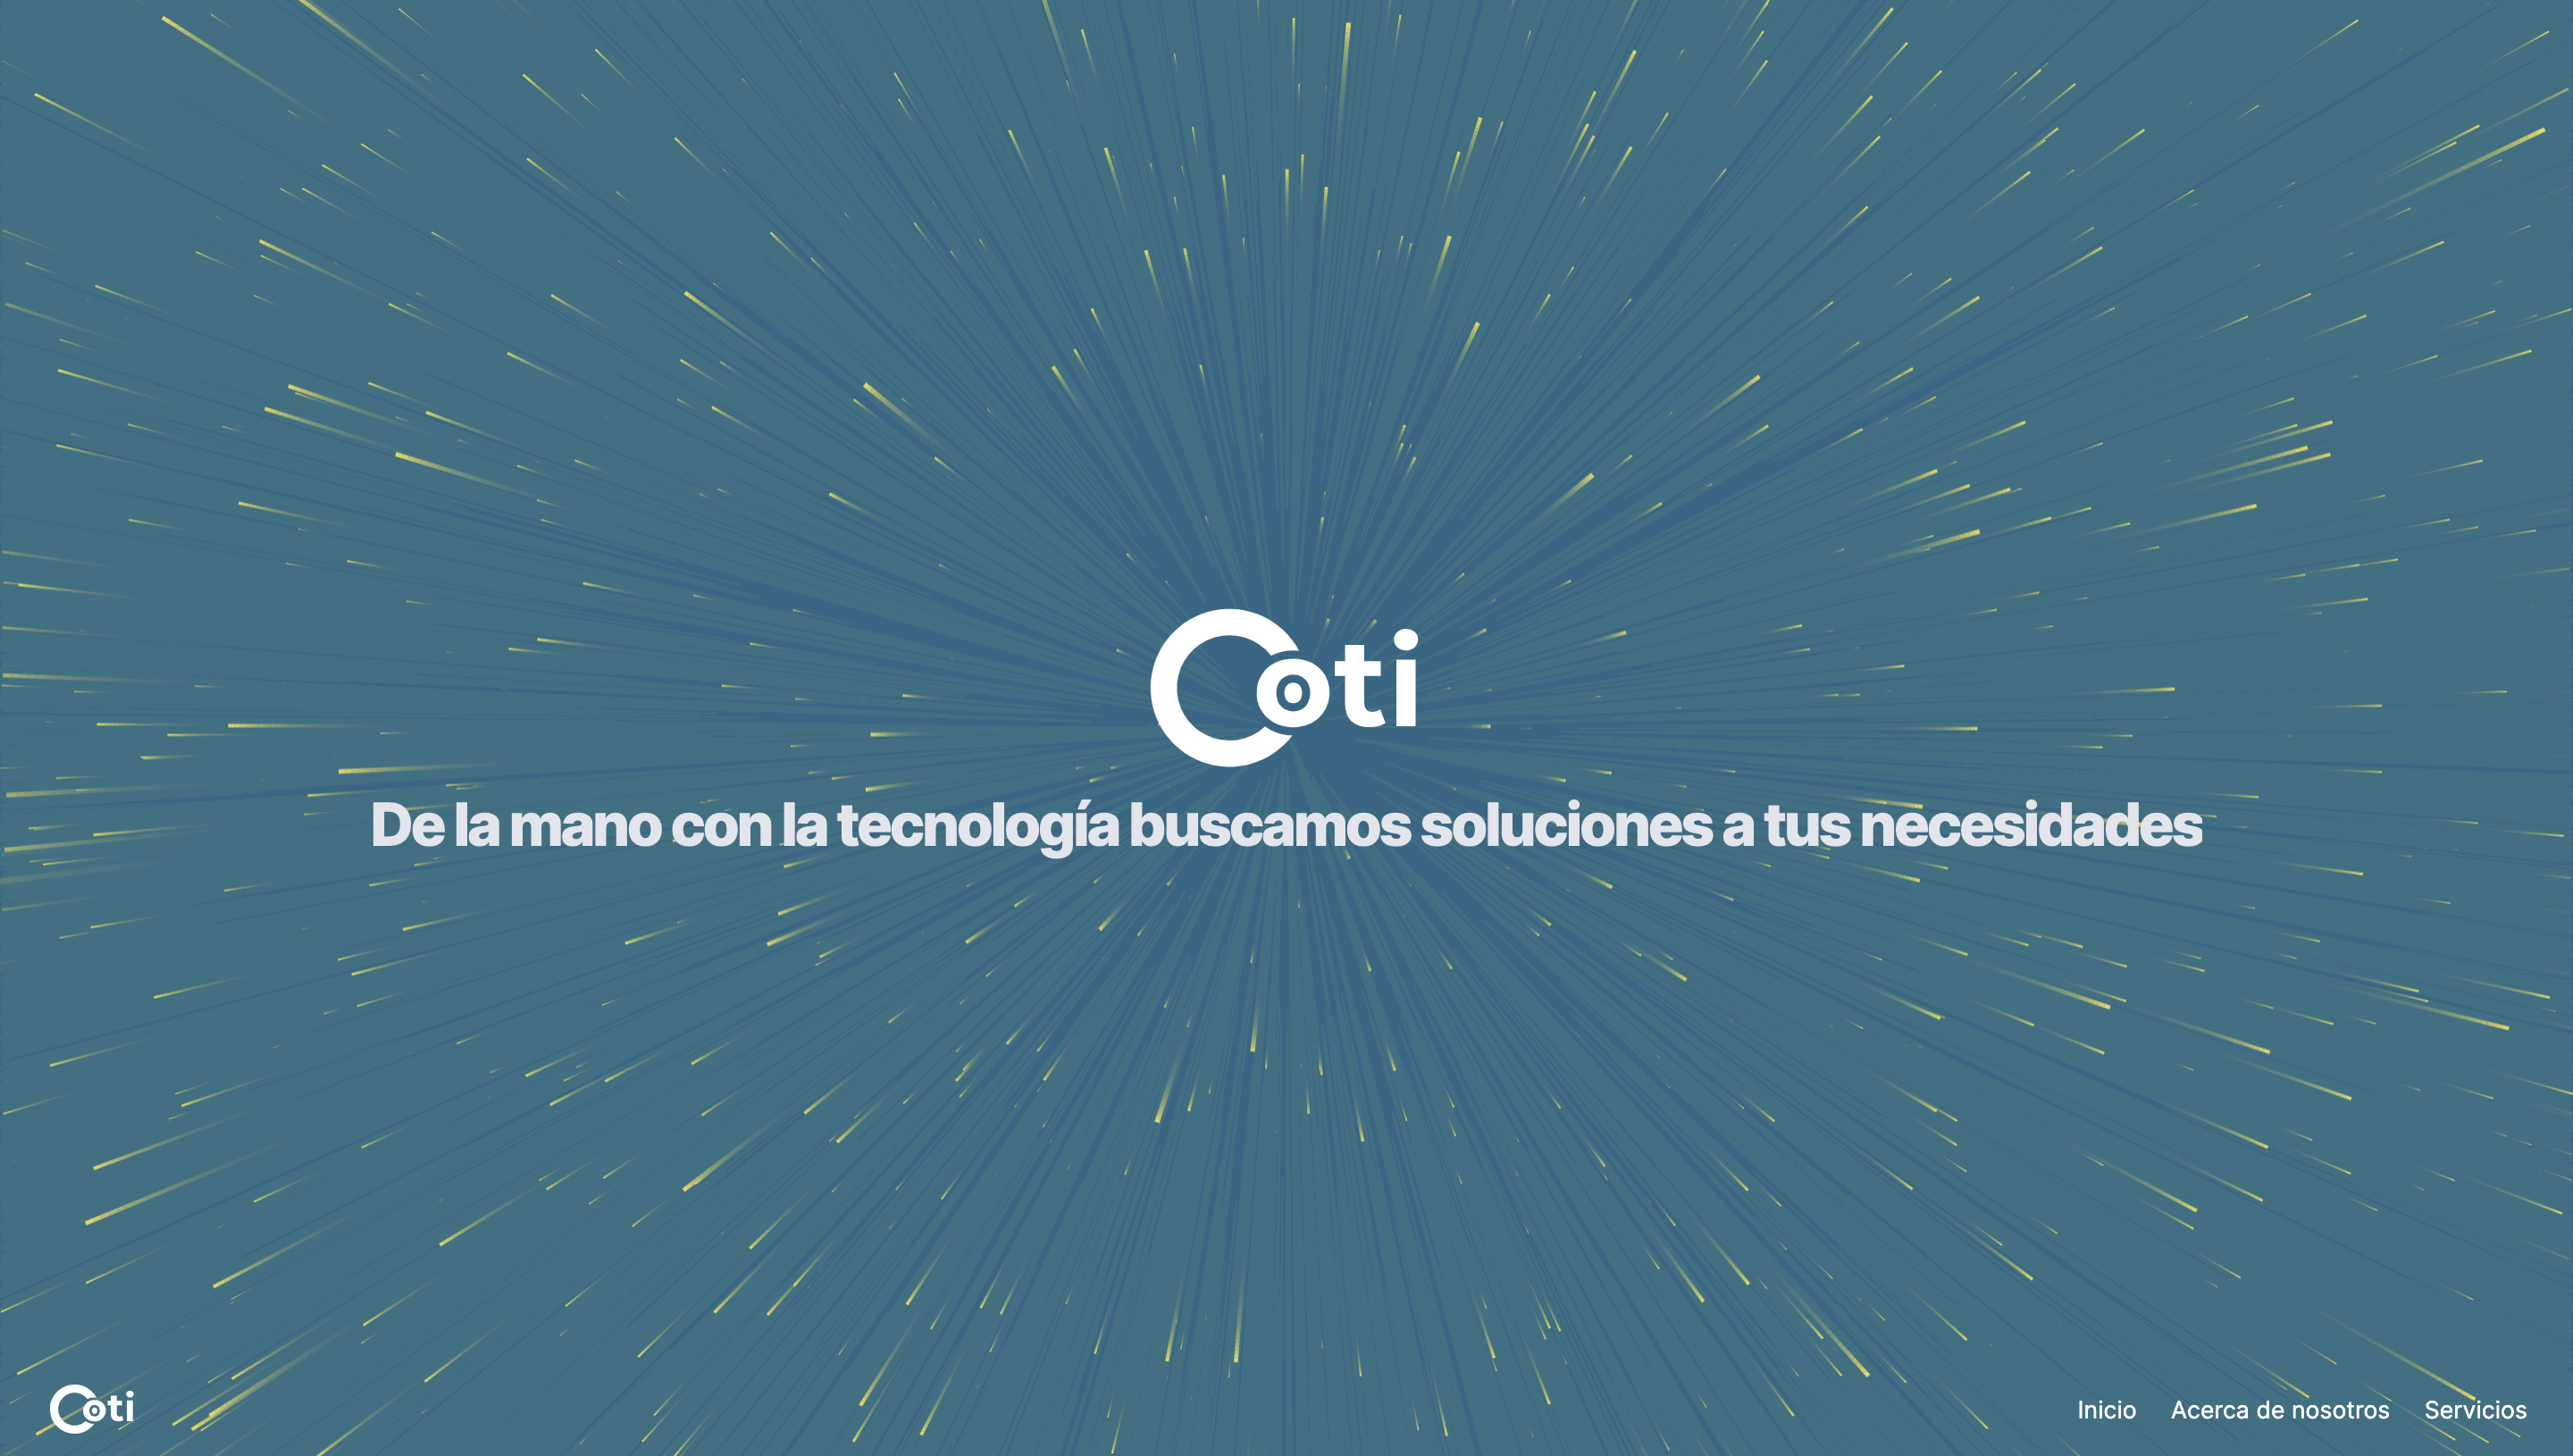 Coti
De la mano con la tecnología buscamos soluciones a tus necesidades
Coti
Inicio Acerca de nosotros Servicios